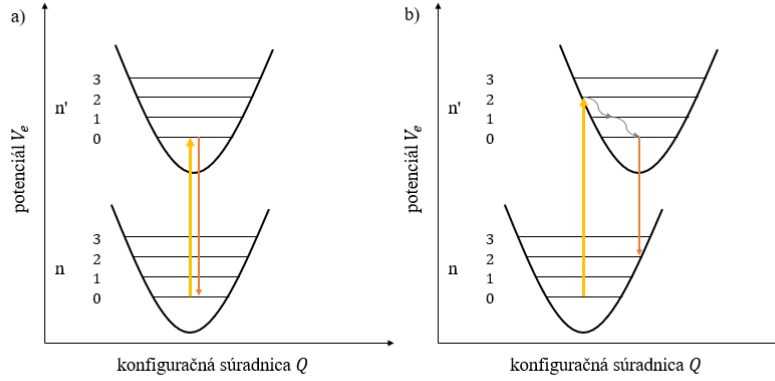 a)
potenciál Vₑ
n'
3
2
1
0
n
3
2
1
0
konfiguračná súradnica Q
b)
potenciál Vₑ
n'
3
2
1
0
n
3
2
1
0
konfiguračná súradnica Q